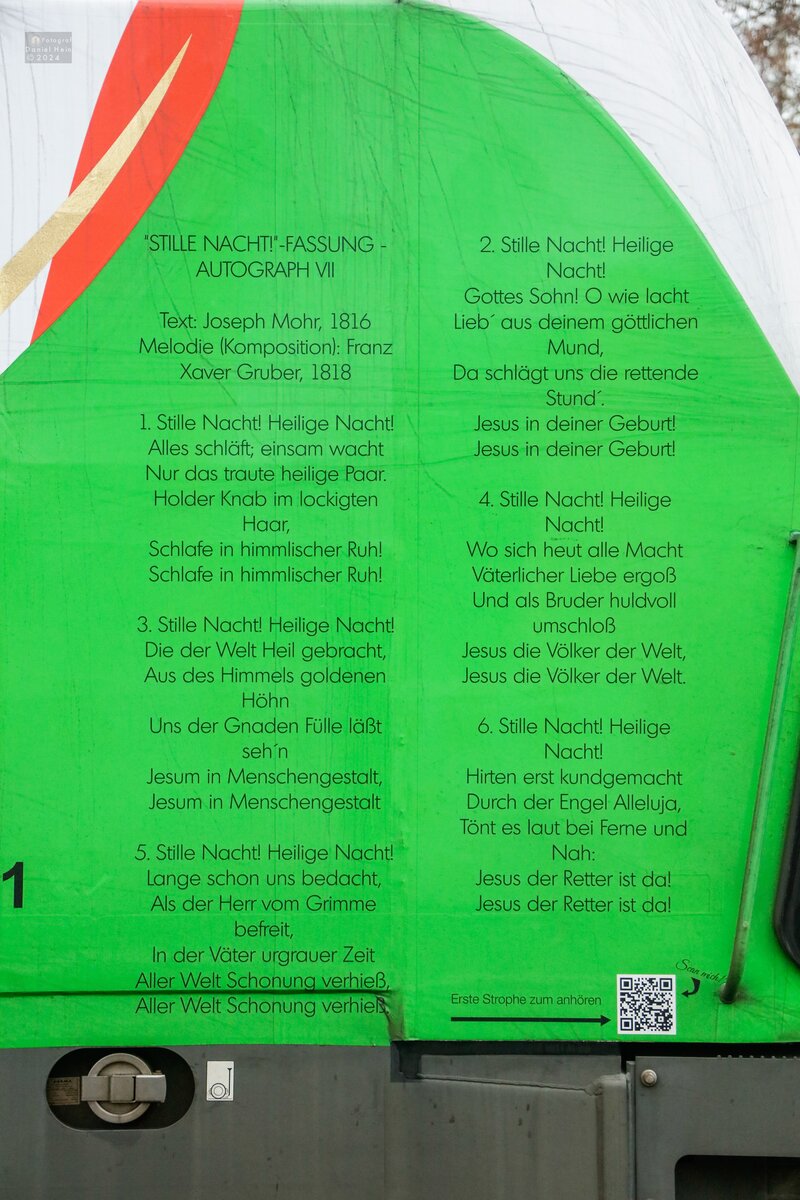 Fotograf
Daniel Hein
©2024
"STILLE NACHT!"-FASSUNG -
AUTOGRAPH VII
Text: Joseph Mohr, 1816
Melodie (Komposition): Franz
Xaver Gruber, 1818
1. Stille Nacht! Heilige Nacht!
Alles schläft; einsam wacht
Nur das traute heilige Paar.
Holder Knab im lockigten
Haar,
Schlafe in himmlischer Ruh!
Schlafe in himmlischer Ruh!
3. Stille Nacht! Heilige Nacht!
Die der Welt Heil gebracht,
Aus des Himmels goldenen
Höhn
Uns der Gnaden Fülle läßt
seh´n
Jesum in Menschengestalt,
Jesum in Menschengestalt
5. Stille Nacht! Heilige Nacht!
Lange schon uns bedacht,
Als der Herr vom Grimme
befreit,
In der Väter urgrauer Zeit
Aller Welt Schonung verhieß,
Aller Welt Schonung verhieß.
2. Stille Nacht! Heilige
Nacht!
Gottes Sohn! O wie lacht
Lieb´ aus deinem göttlichen
Mund,
Da schlägt uns die rettende
Stund´.
Jesus in deiner Geburt!
Jesus in deiner Geburt!
4. Stille Nacht! Heilige
Nacht!
Wo sich heut alle Macht
Väterlicher Liebe ergoß
Und als Bruder huldvoll
umschloß
Jesus die Völker der Welt,
Jesus die Völker der Welt.
6. Stille Nacht! Heilige
Nacht!
Hirten erst kundgemacht
Durch der Engel Alleluja,
Tönt es laut bei Ferne und
Nah:
Jesus der Retter ist da!
Jesus der Retter ist da!
Scan mich!
Erste Strophe zum anhören
1